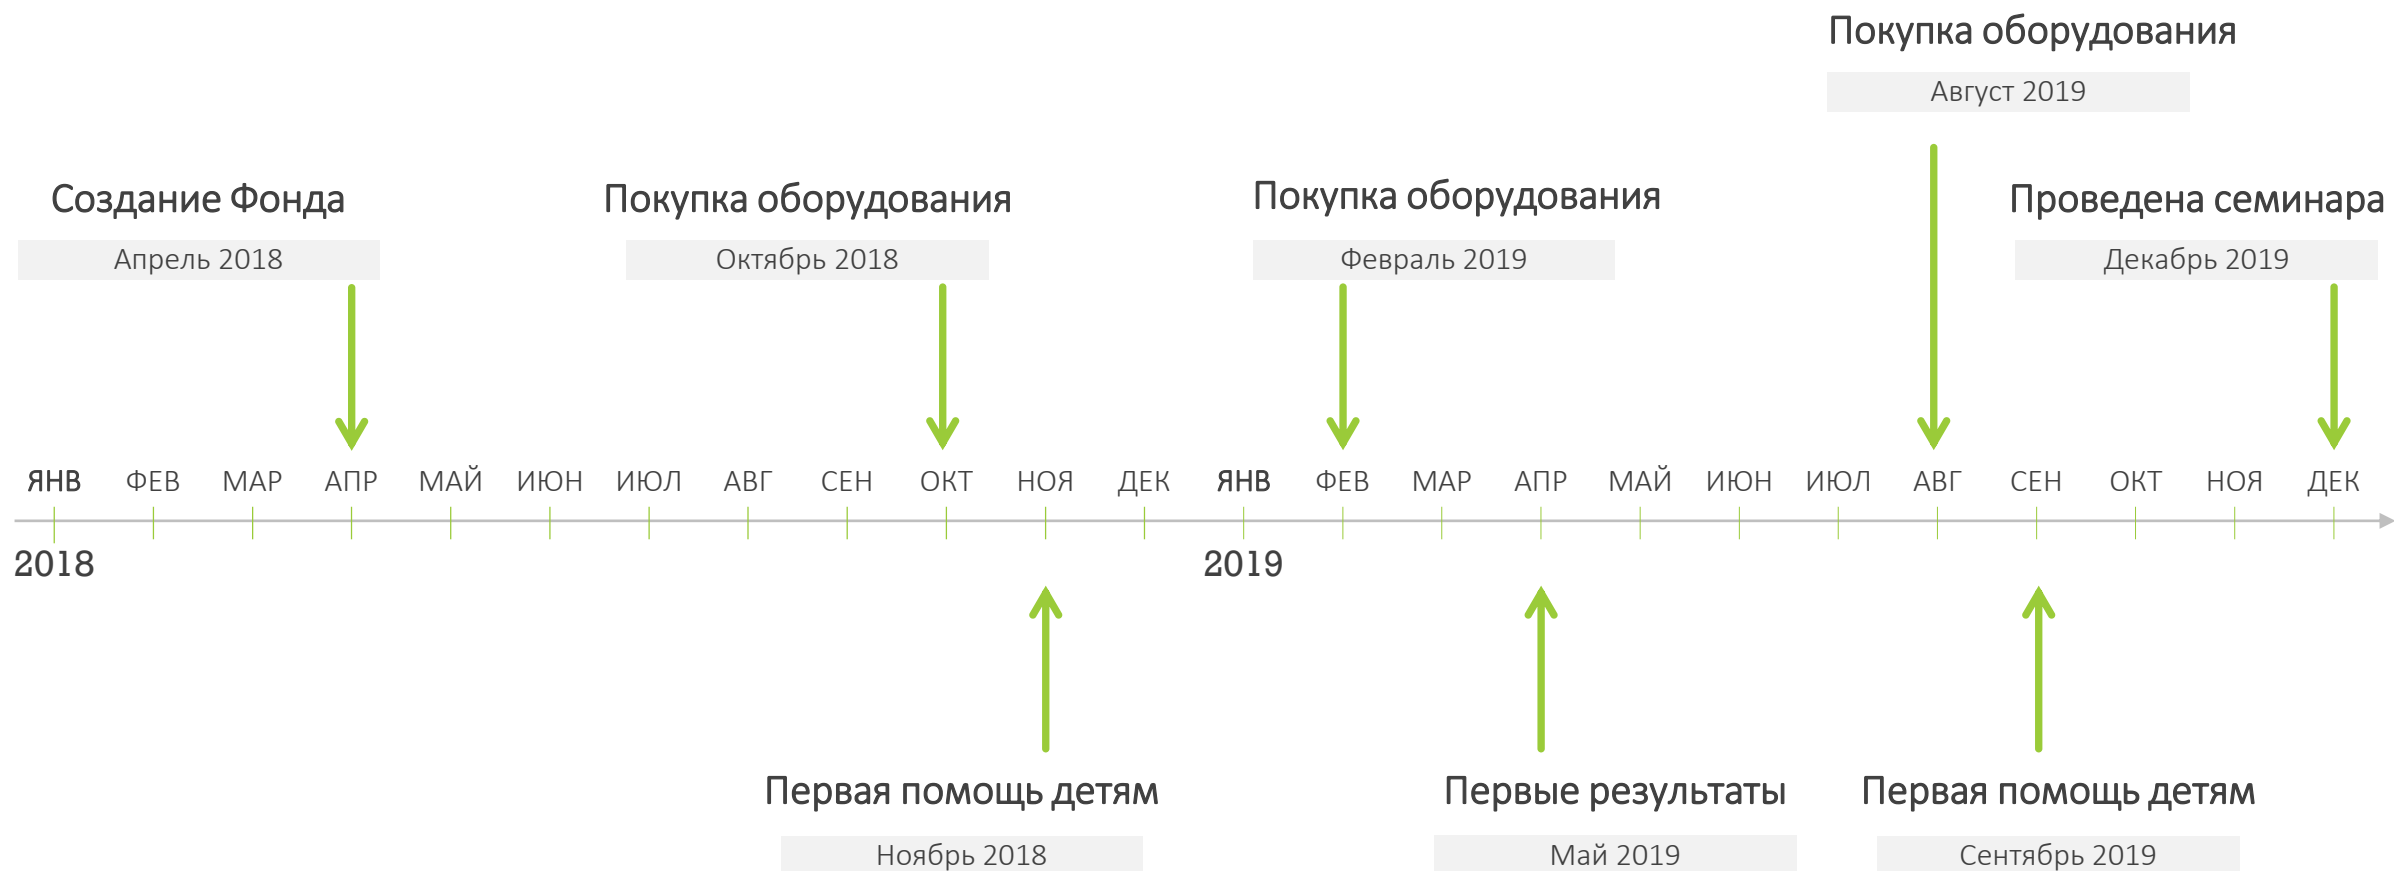 Покупка оборудования
Август 2019
Создание Фонда
Апрель 2018
Покупка оборудования
Октябрь 2018
Покупка оборудования
Февраль 2019
Проведена семинара
Декабрь 2019
ЯНВ ФЕВ МАР АПР МАЙ ИЮН ИЮЛ АВГ СЕН ОКТ НОЯ ДЕК ЯНВ ФЕВ МАР АПР МАЙ ИЮН ИЮЛ АВГ СЕН ОКТ НОЯ ДЕК
2018 2019
Первая помощь детям
Ноябрь 2018
Первые результаты
Май 2019
Первая помощь детям
Сентябрь 2019